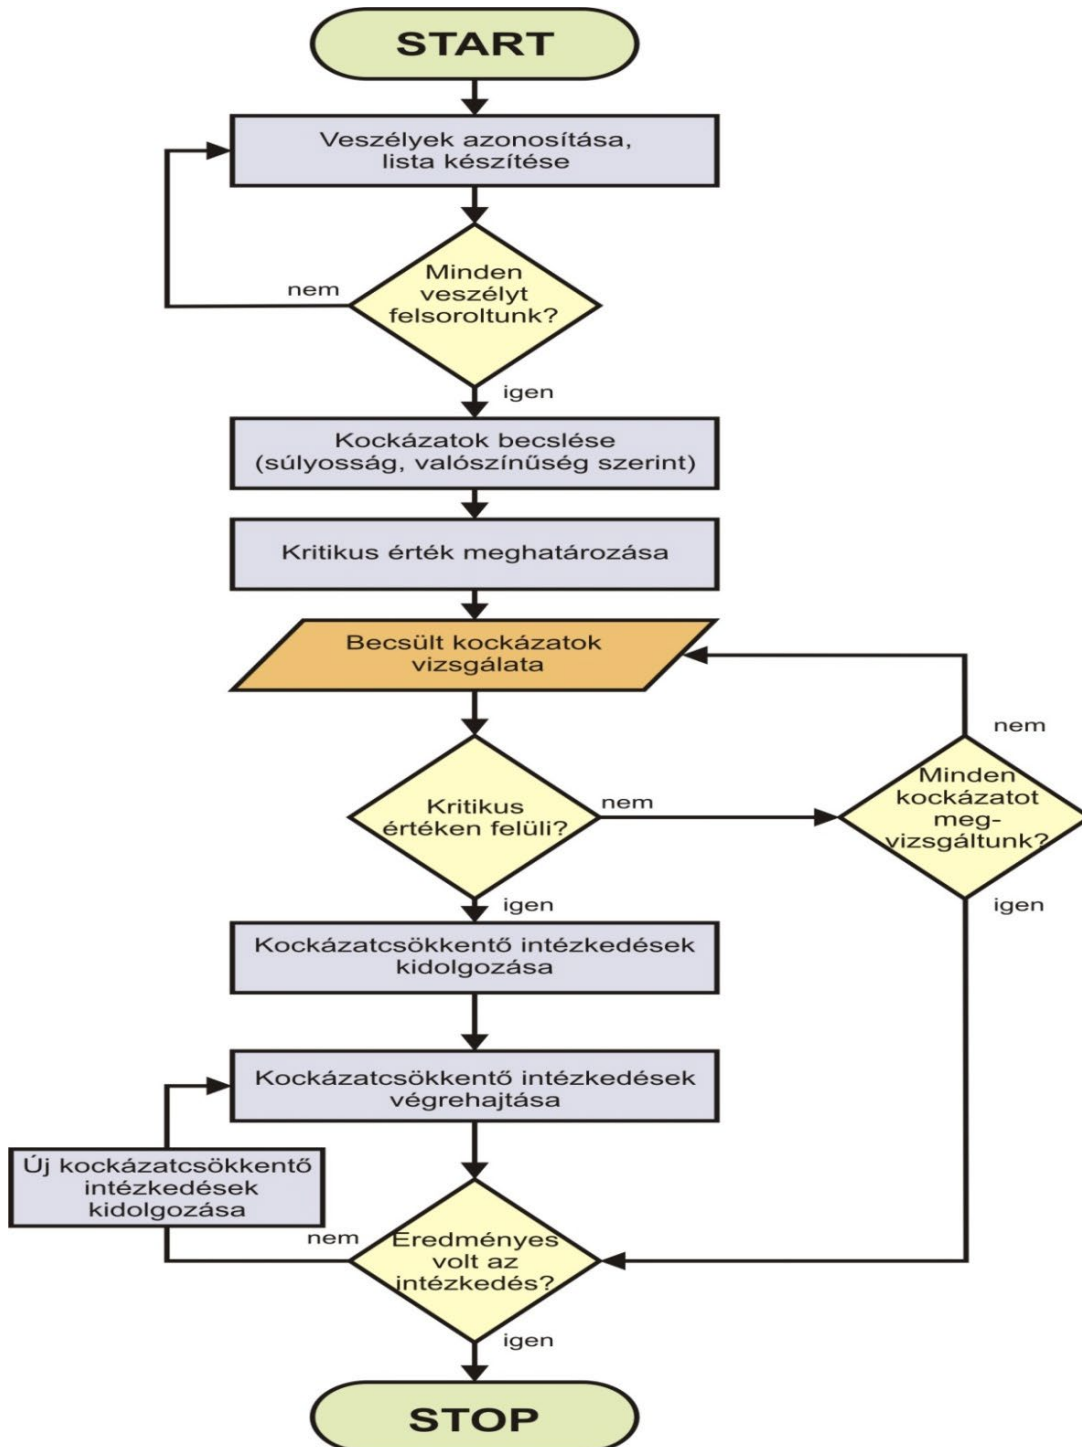 START
Veszélyek azonosítása,
lista készítése
Minden
veszélyt
felsoroltunk?
nem
igen
Kockázatok becslése
(súlyosság, valószínűség szerint)
Kritikus érték meghatározása
Becsült kockázatok
vizsgálata
nem
Minden
kockázatot
meg-
vizsgáltunk?
igen
Kritikus
értéken felüli?
nem
igen
Kockázatcsökkentő intézkedések
kidolgozása
Kockázatcsökkentő intézkedések
végrehajtása
Új kockázatcsökkentő
intézkedések
kidolgozása
nem
Eredményes
volt az
intézkedés?
igen
STOP